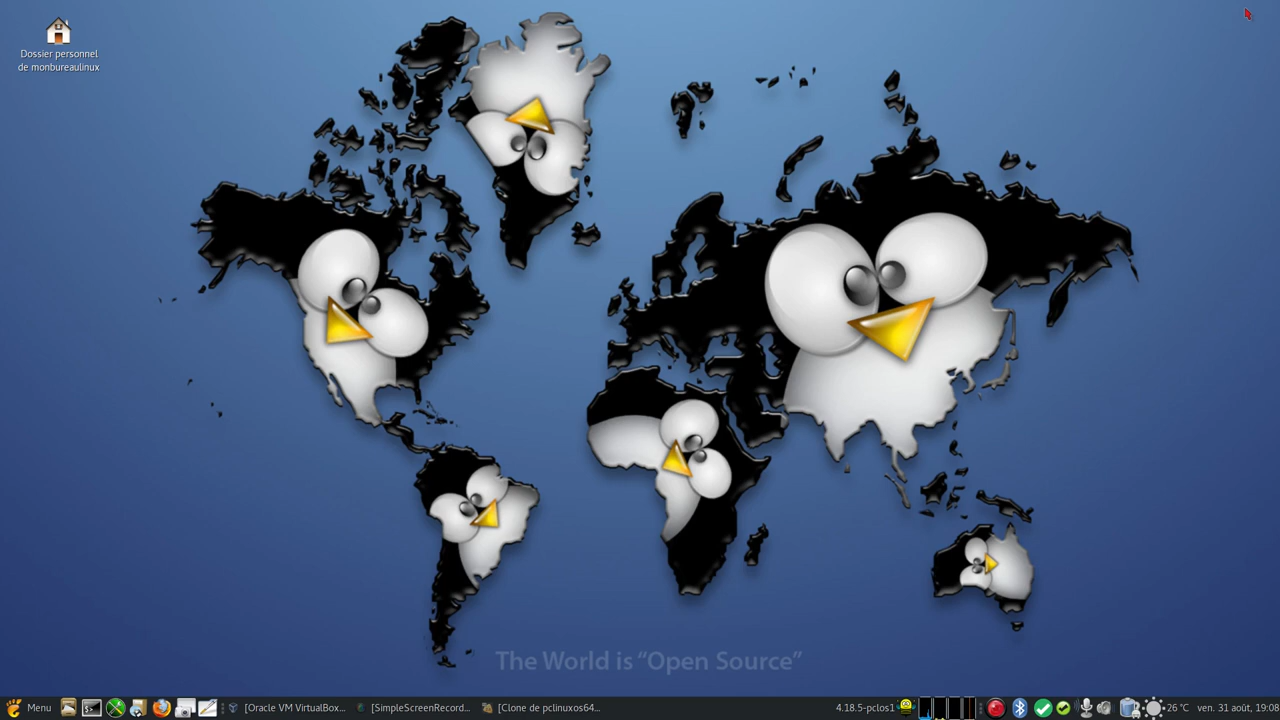 Dossier personnel
de monbureaulinux
The World is “Open Source”
Menu
[Oracle VM VirtualBox...
[SimpleScreenRecord...
[Clone de pclinuxos64...
4.18.5-pclos1
26 °C
ven. 31 août, 19:08